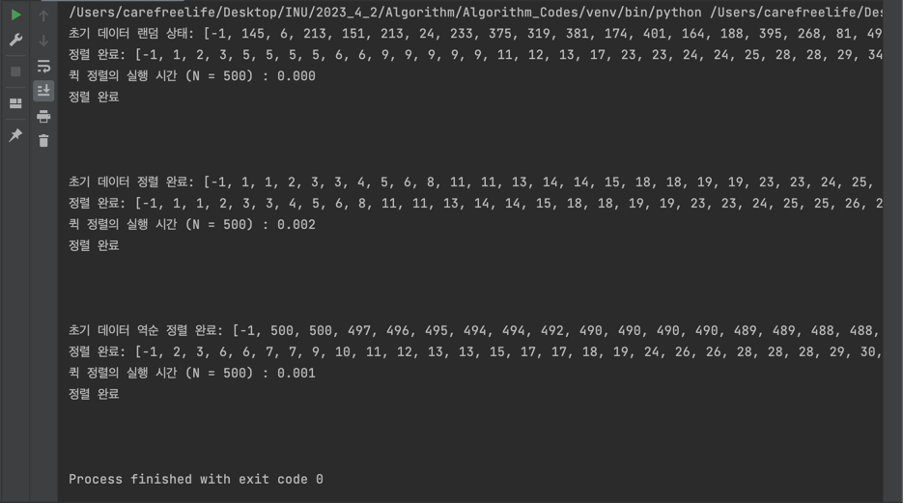 /Users/carefreelife/Desktop/INU/2023_4_2/Algorithm/Algorithm_Codes/venv/bin/python /Users/carefreelife/Des
초기 데이터 랜덤 상태: [-1, 145, 6, 213, 151, 213, 24, 233, 375, 319, 381, 174, 401, 164, 188, 395, 268, 81, 49
정렬 완료: [-1, 1, 2, 3, 5, 5, 5, 5, 6, 6, 9, 9, 9, 9, 9, 11, 12, 13, 17, 23, 23, 24, 24, 25, 28, 28, 29, 34
퀵 정렬의 실행 시간 (N = 500) : 0.000
정렬 완료
초기 데이터 정렬 완료: [-1, 1, 1, 2, 3, 3, 4, 5, 6, 8, 11, 11, 13, 14, 14, 15, 18, 18, 19, 19, 23, 23, 24, 25,
정렬 완료: [-1, 1, 1, 2, 3, 3, 4, 5, 6, 8, 11, 11, 13, 14, 14, 15, 18, 18, 19, 19, 23, 23, 24, 25, 25, 26, 2
퀵 정렬의 실행 시간 (N = 500) : 0.002
정렬 완료
초기 데이터 역순 정렬 완료: [-1, 500, 500, 497, 496, 495, 494, 494, 492, 490, 490, 490, 490, 489, 489, 488, 488,
정렬 완료: [-1, 2, 3, 6, 6, 7, 7, 9, 10, 11, 12, 13, 13, 15, 17, 17, 18, 19, 24, 26, 26, 28, 28, 28, 29, 30,
퀵 정렬의 실행 시간 (N = 500) : 0.001
정렬 완료
Process finished with exit code 0